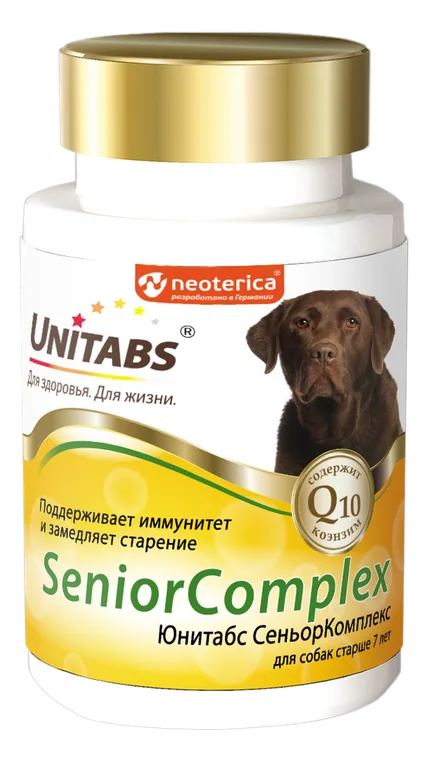 neoterica®
разработано в Германии
UNITABS®
Для здоровья. Для жизни.
содержит
Q10
коэнзим
Поддерживает иммунитет
и замедляет старение
SeniorComplex
Юнитабс СеньорКомплекс
для собак старше 7 лет